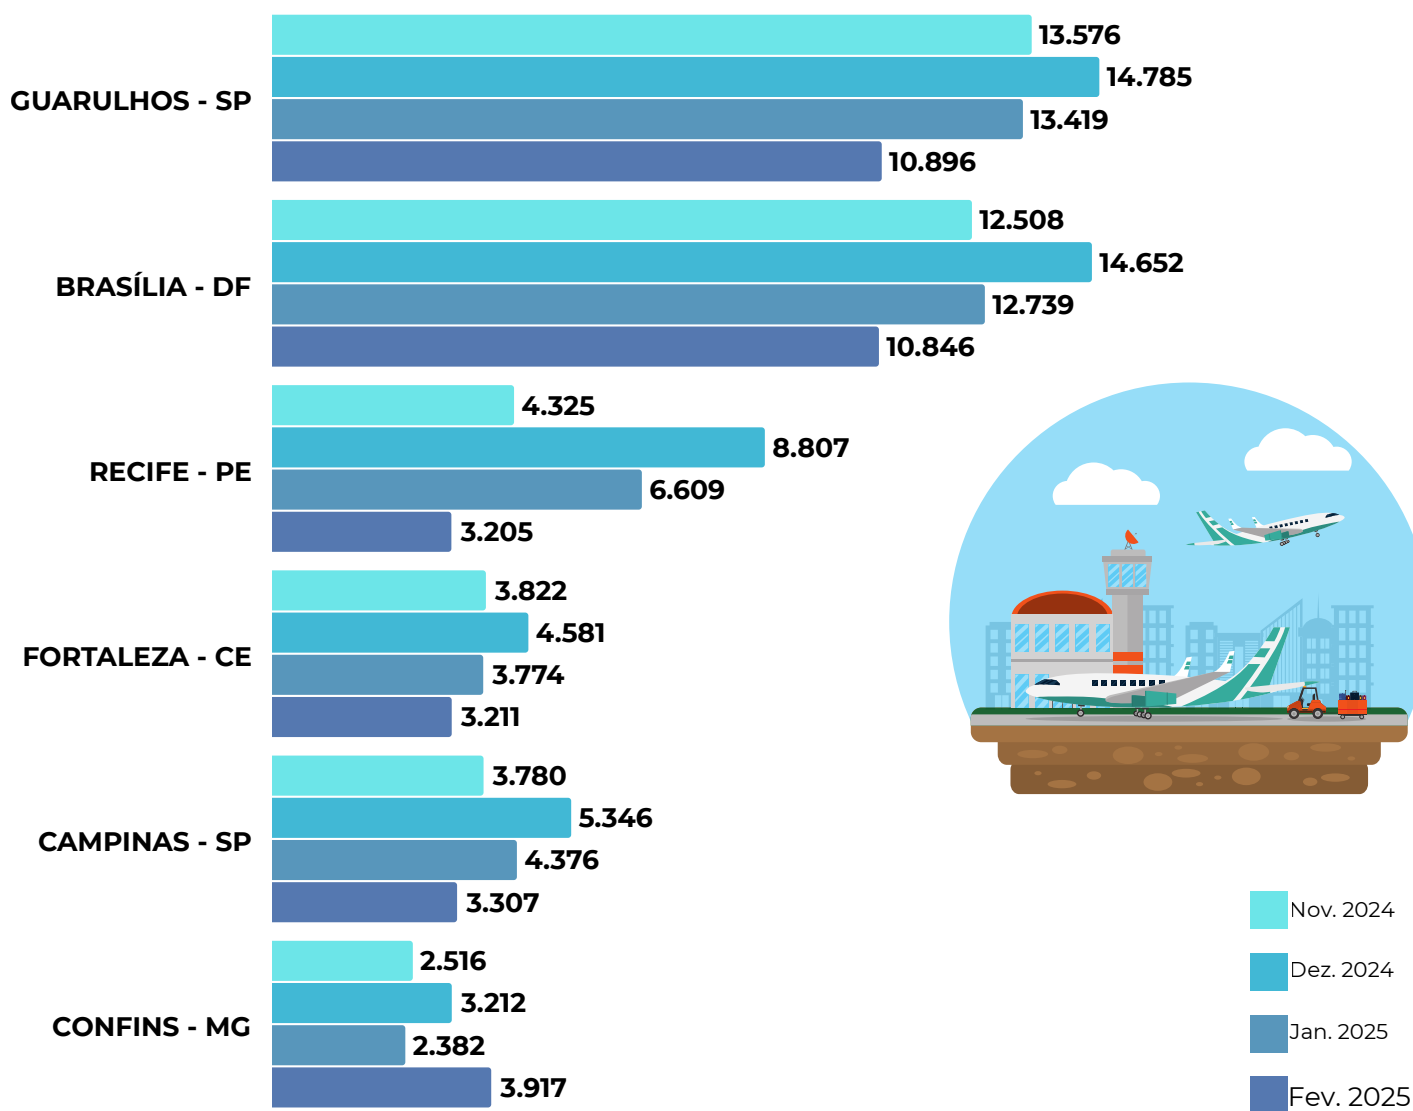 13.576
14.785
GUARULHOS - SP
13.419
10.896
12.508
14.652
BRASÍLIA - DF
12.739
10.846
4.325
8.807
RECIFE - PE
6.609
3.205
3.822
4.581
FORTALEZA - CE
3.774
3.211
3.780
5.346
CAMPINAS - SP
4.376
3.307
2.516
3.212
CONFINS - MG
2.382
3.917
Nov. 2024
Dez. 2024
Jan. 2025
Fev. 2025